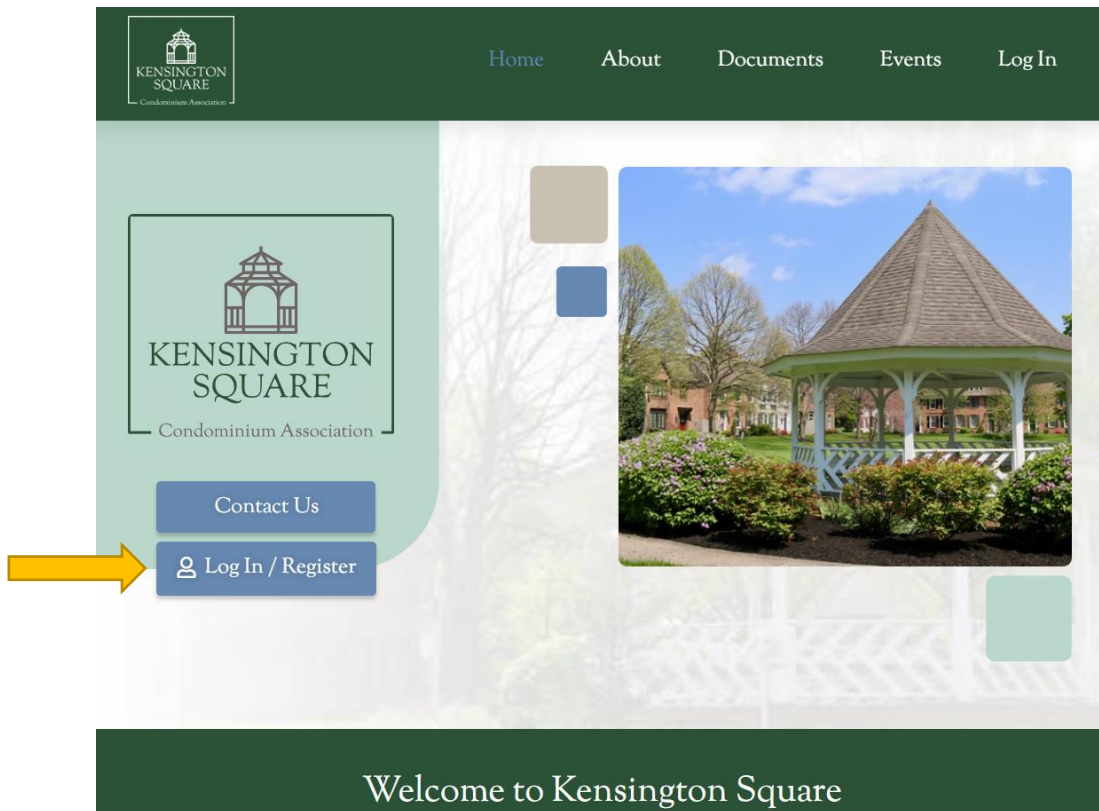 KENSINGTON
SQUARE
Condominium Association
Home About Documents Events Log In
KENSINGTON
SQUARE
Condominium Association
Contact Us
Log In / Register
Welcome to Kensington Square